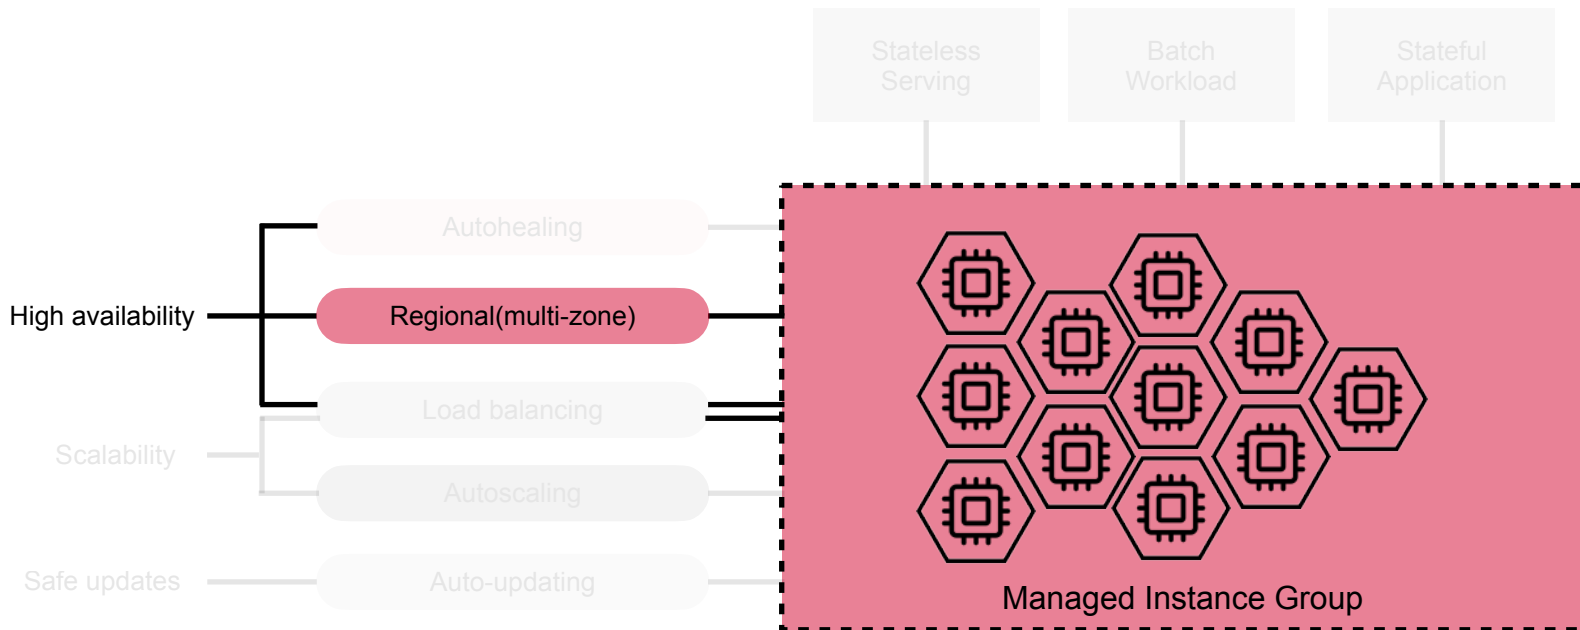 Stateless
Serving
Batch
Workload
Stateful
Application
Autohealing
High availability
Regional(multi-zone)
Load balancing
Scalability
Autoscaling
Safe updates
Auto-updating
Managed Instance Group